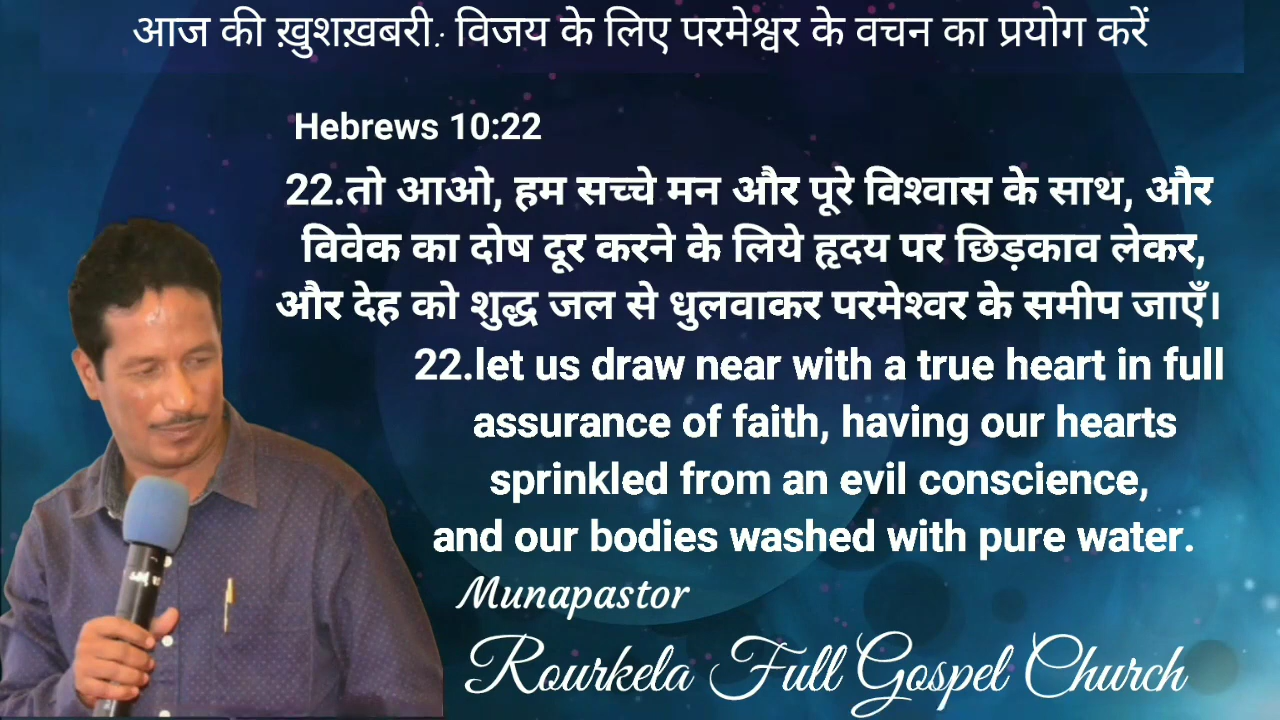 आज की ख़ुशख़बरी: विजय के लिए परमेश्वर के वचन का प्रयोग करें
Hebrews 10:22
22.तो आओ, हम सच्चे मन और पूरे विश्‍वास के साथ, और
विवेक का दोष दूर करने के लिये हृदय पर छिड़काव लेकर,
और देह को शुद्ध जल से धुलवाकर परमेश्‍वर के समीप जाएँ।
22.let us draw near with a true heart in full
assurance of faith, having our hearts
sprinkled from an evil conscience,
and our bodies washed with pure water.
Munapastor
Rourkela Full Gospel Church